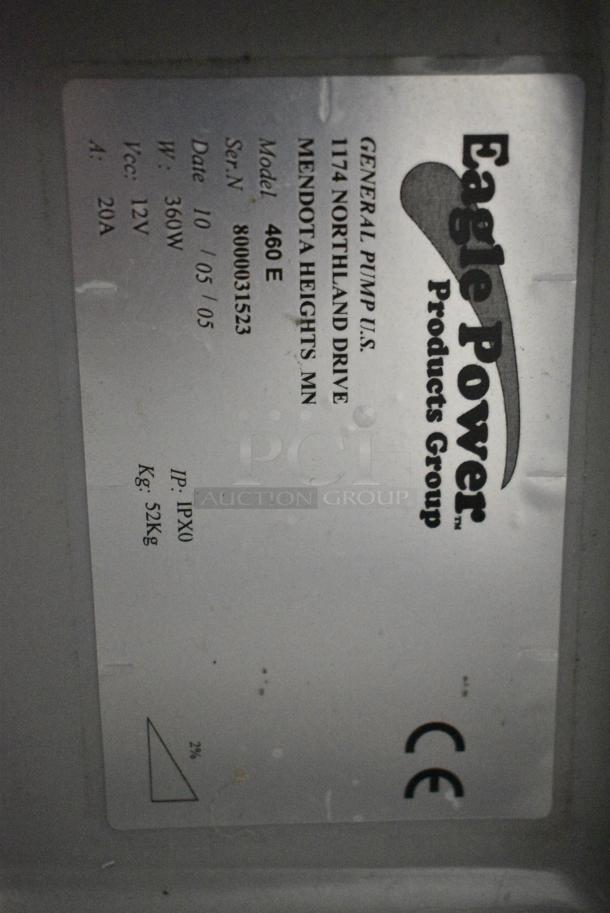 Eagle Power™
Products Group
GENERAL PUMP U.S.
1174 NORTHLAND DRIVE
MENDOTA HEIGHTS MN
Model 460 E
Ser.N 8000031523
Date 10 / 05 / 05
W: 360W IP: IPX0
Vcc: 12V Kg: 52Kg
A: 20A
CE
2%
PCI
AUCTION GROUP